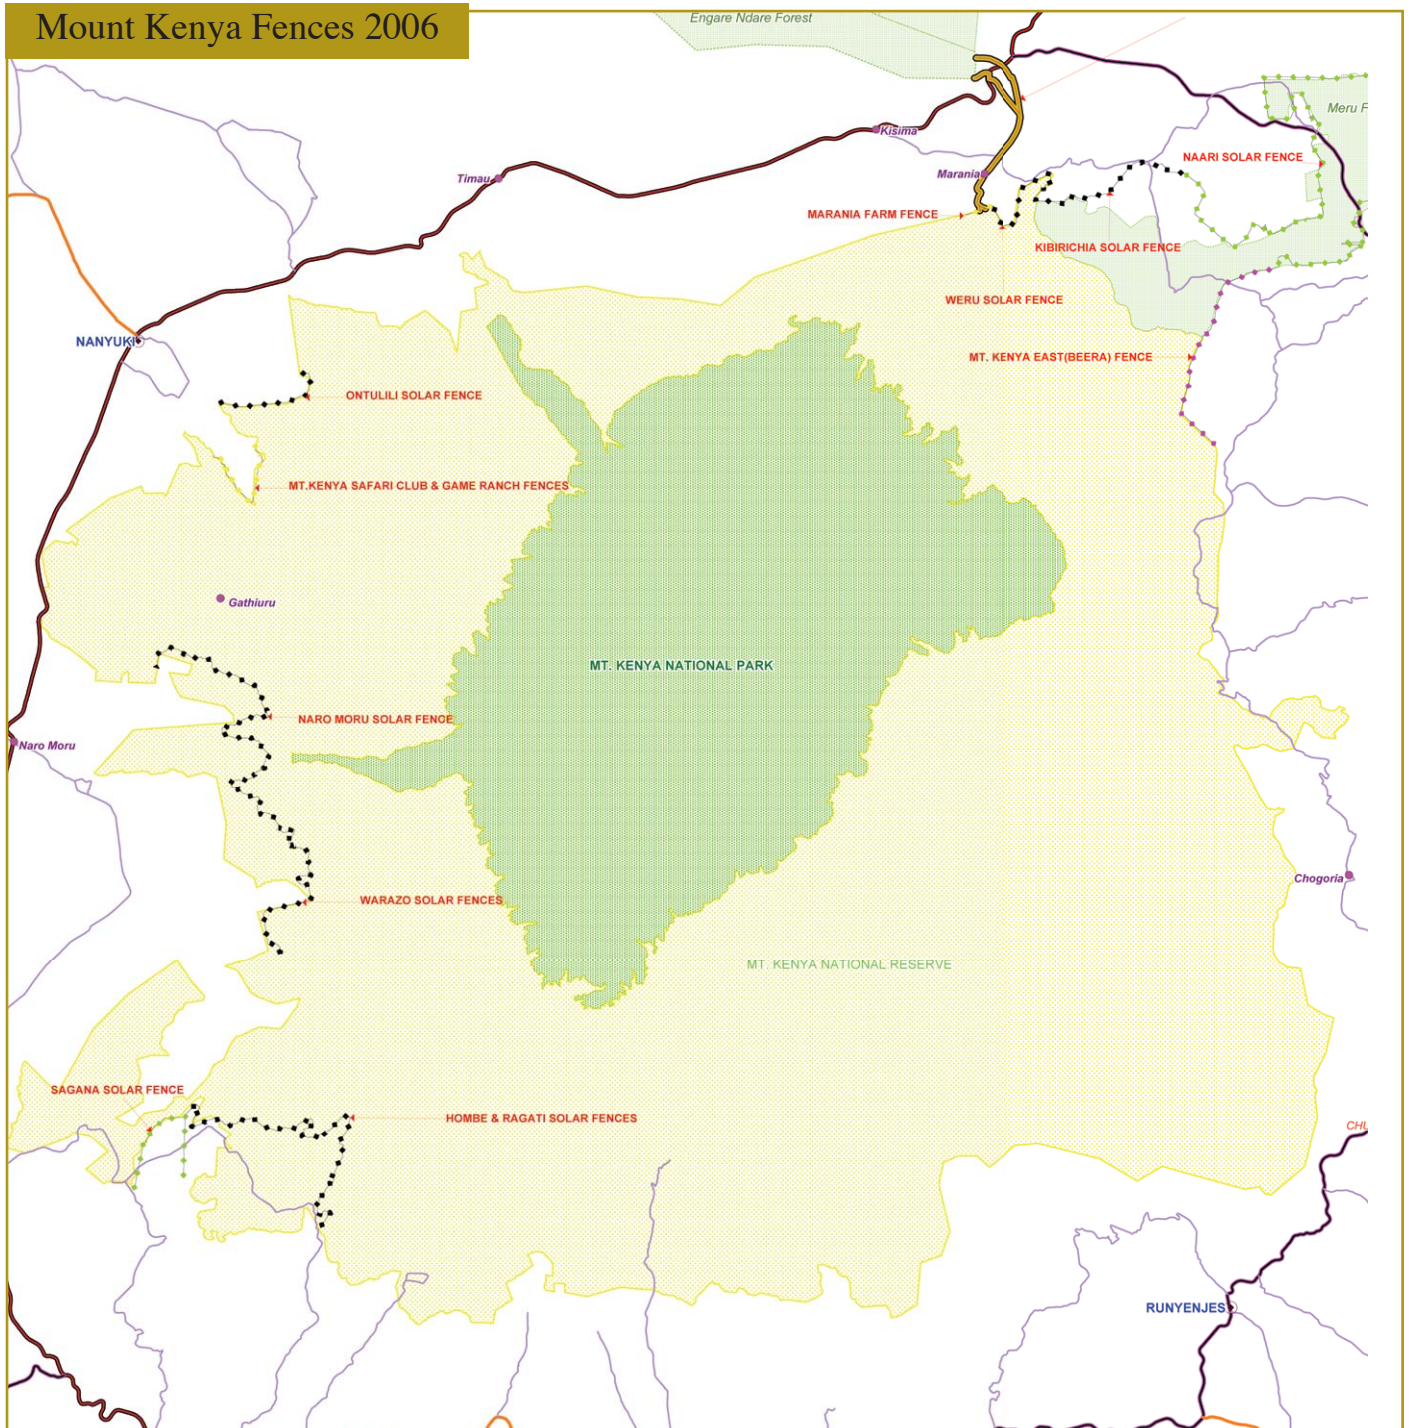 Mount Kenya Fences 2006
Engare Ndare Forest
Meru F
Kisima
NAARI SOLAR FENCE
Timau
Marania
MARANIA FARM FENCE
KIBIRICHIA SOLAR FENCE
WERU SOLAR FENCE
NANYUKI
MT. KENYA EAST(BEERA) FENCE
ONTULILI SOLAR FENCE
MT.KENYA SAFARI CLUB & GAME RANCH FENCES
Gathiuru
MT. KENYA NATIONAL PARK
NARO MORU SOLAR FENCE
Naro Moru
Chogoria
WARAZO SOLAR FENCES
MT. KENYA NATIONAL RESERVE
SAGANA SOLAR FENCE
HOMBE & RAGATI SOLAR FENCES
CHU
RUNYENJES